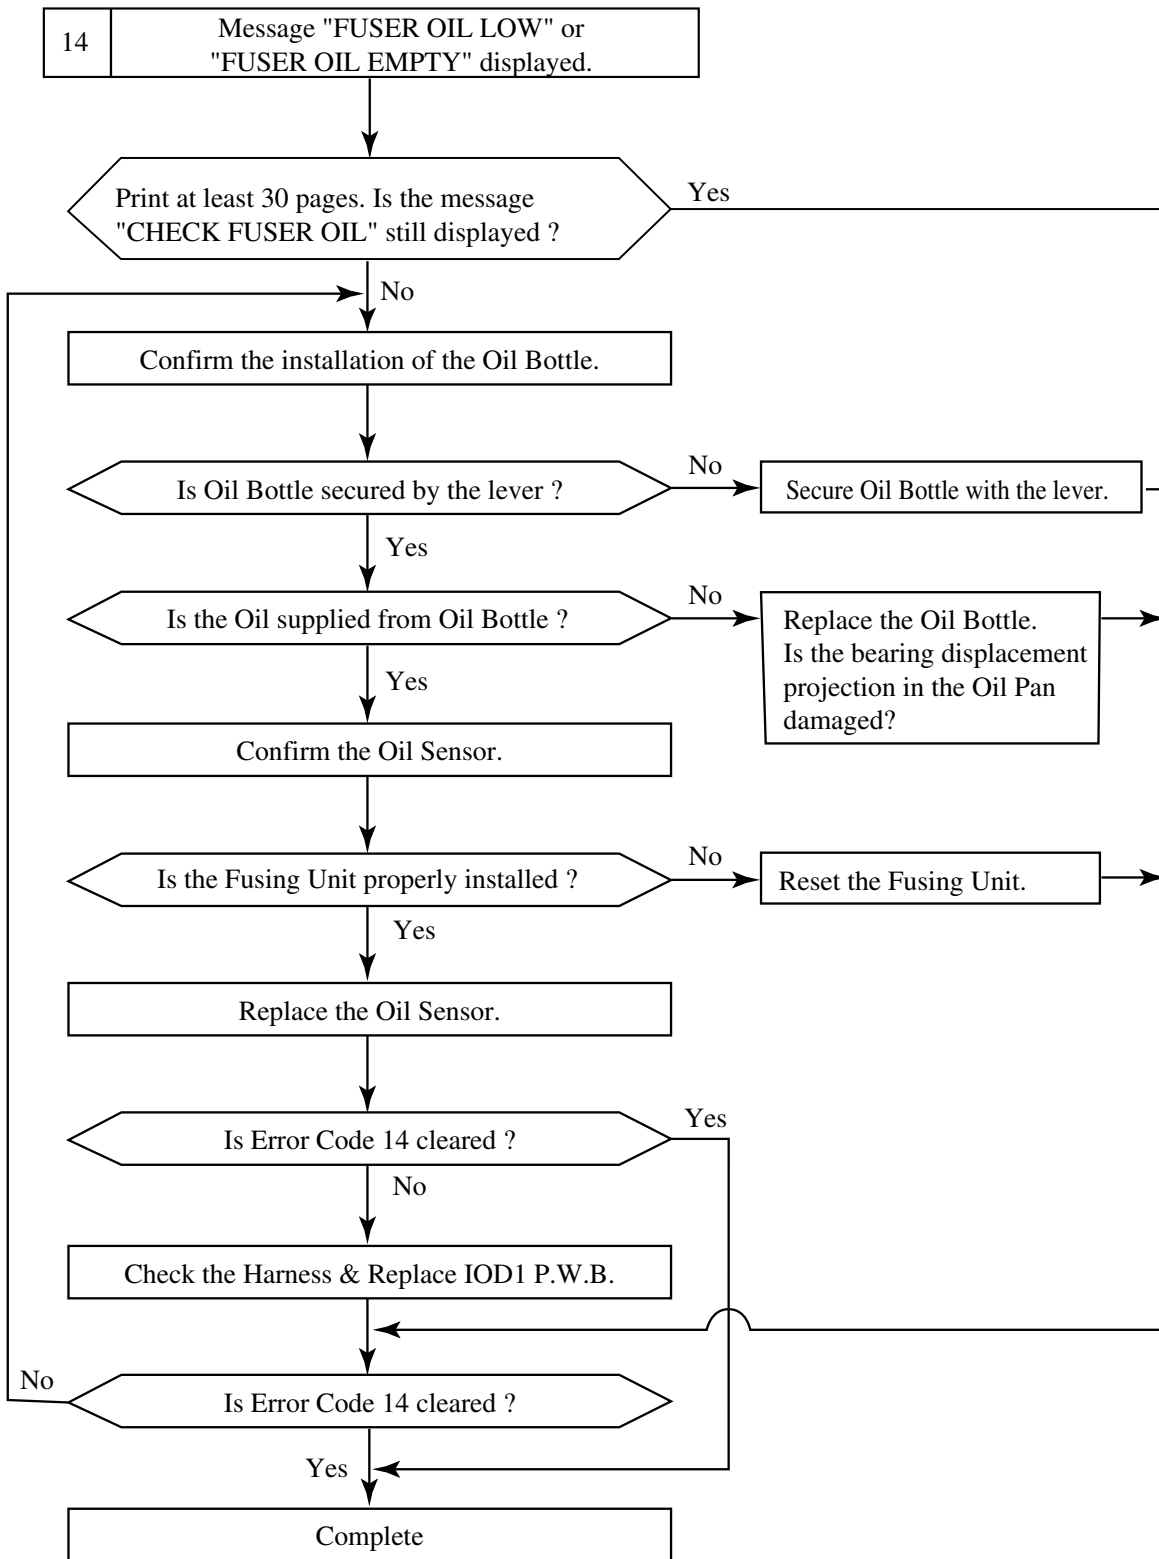 14
Message "FUSER OIL LOW" or
"FUSER OIL EMPTY" displayed.
Print at least 30 pages. Is the message
"CHECK FUSER OIL" still displayed ?
Yes
No
Confirm the installation of the Oil Bottle.
Is Oil Bottle secured by the lever ?
No
Secure Oil Bottle with the lever.
Yes
Is the Oil supplied from Oil Bottle ?
No
Replace the Oil Bottle.
Is the bearing displacement
projection in the Oil Pan
damaged?
Yes
Confirm the Oil Sensor.
Is the Fusing Unit properly installed ?
No
Reset the Fusing Unit.
Yes
Replace the Oil Sensor.
Is Error Code 14 cleared ?
Yes
No
Check the Harness & Replace IOD1 P.W.B.
Is Error Code 14 cleared ?
No
Yes
Complete